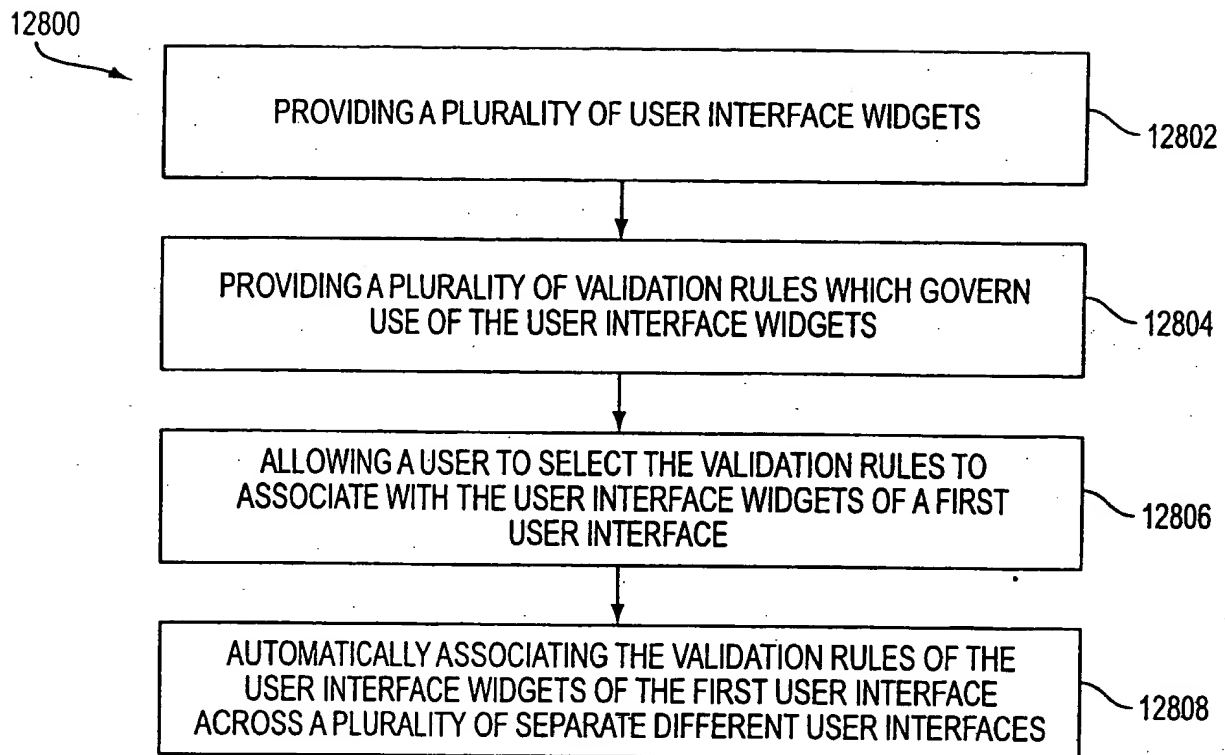 12800
PROVIDING A PLURALITY OF USER INTERFACE WIDGETS
12802
PROVIDING A PLURALITY OF VALIDATION RULES WHICH GOVERN
USE OF THE USER INTERFACE WIDGETS
12804
ALLOWING A USER TO SELECT THE VALIDATION RULES TO
ASSOCIATE WITH THE USER INTERFACE WIDGETS OF A FIRST
USER INTERFACE
12806
AUTOMATICALLY ASSOCIATING THE VALIDATION RULES OF THE
USER INTERFACE WIDGETS OF THE FIRST USER INTERFACE
ACROSS A PLURALITY OF SEPARATE DIFFERENT USER INTERFACES
12808